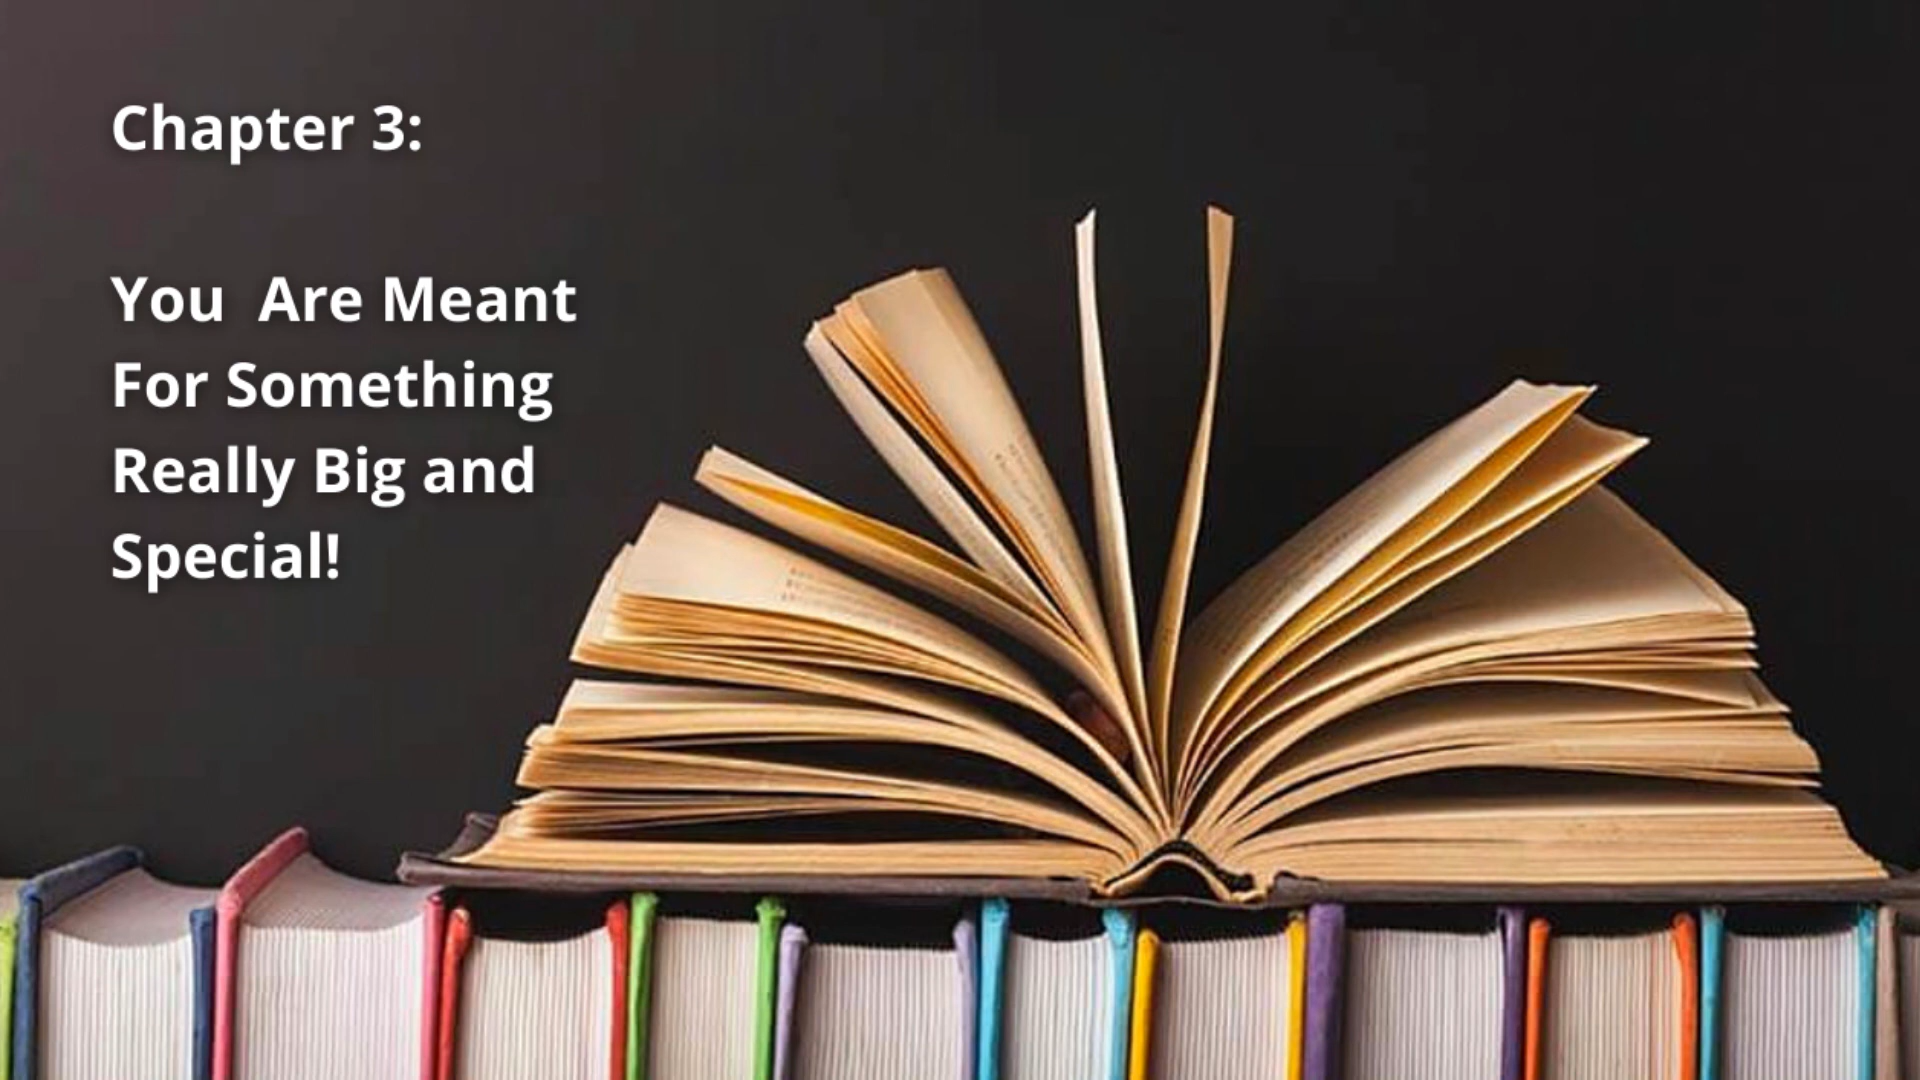 Chapter 3:
You  Are Meant
For Something
Really Big and
Special!